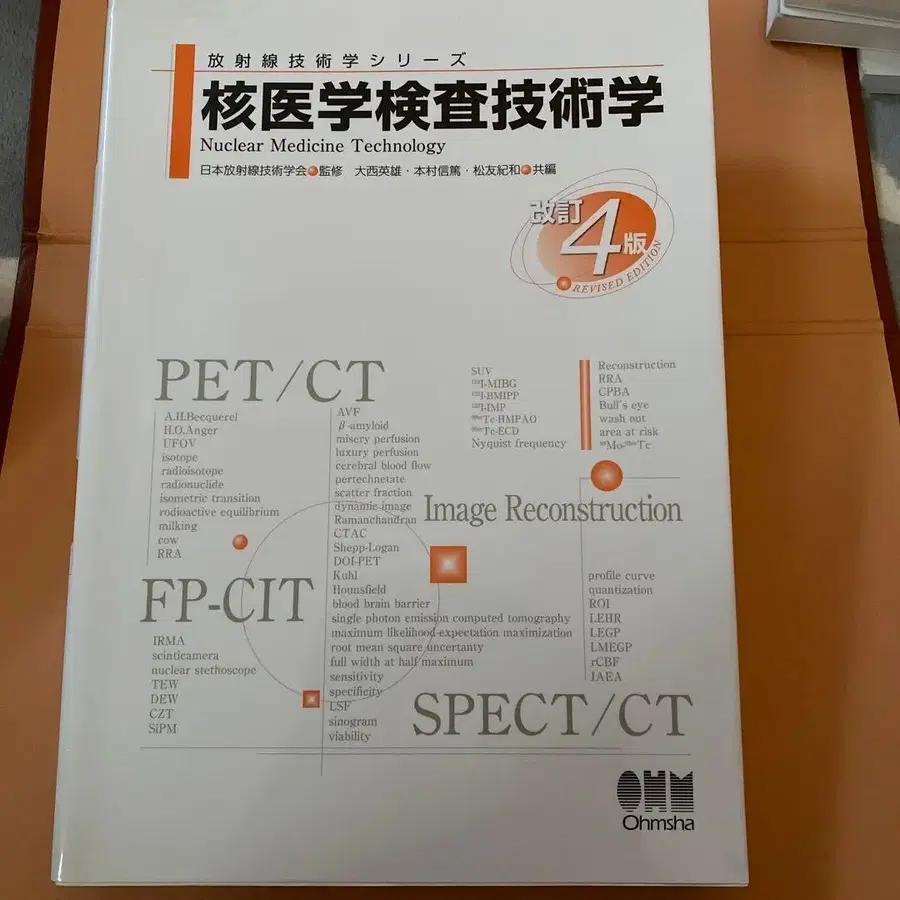 放射線技術学シリーズ
核医学検査技術学
Nuclear Medicine Technology
日本放射線技術学会●監修 大西英雄・本村信篤・松友紀和●共編
改訂
4版
REVISED EDITION
PET/CT
A.H.Becquerel
H.O.Anger
UFOV
isotope
radioisotope
radionuclide
isometric transition
rodioactive equilibrium
milking
cow
RRA
AVF
β-amyloid
misery perfusion
luxury perfusion
cerebral blood flow
pertechnetate
scatter fraction
dynamic image
Ramanchandran
CTAC
Shepp-Logan
DOI-PET
Kuhl
Hounsfield
blood brain barrier
single photon emission computed tomography
maximum likelihood-expectation maximization
root mean square uncertanty
full width at half maximum
sensitivity
specificity
LSF
sinogram
viability
SUV
¹²³I-MIBG
¹²³I-BMIPP
¹²³I-IMP
⁹⁹ᵐTc-HMPAO
⁹⁹ᵐTc-ECD
Nyquist frequency
Reconstruction
RRA
CPBA
Bull's eye
wash out
area at risk
⁹⁹Mo-⁹⁹ᵐTc
Image Reconstruction
FP-CIT
IRMA
scinticamera
nuclear stethoscope
TEW
DEW
CZT
SiPM
profile curve
quantization
ROI
LEHR
LEGP
LMEGP
rCBF
IAEA
SPECT/CT
OHM
Ohmsha